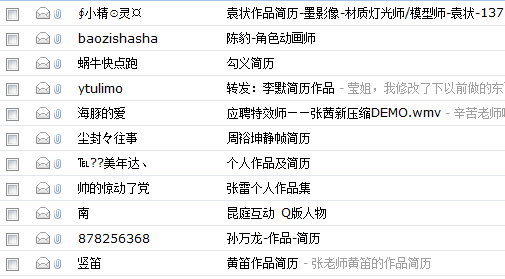 ∮小精⊙灵¤ 袁状作品简历-墨影像-材质灯光师/模型师-袁状-137
baozishasha 陈豹-角色动画师
蜗牛快点跑 勾义简历
ytulimo 转发：李默简历作品 - 莹姐，我修改了下以前做的东
海豚的爱 应聘特效师－－张茜新压缩DEMO.wmv - 辛苦老师
尘封々往事 周裕坤静帧简历
℡??美年达、 个人作品及简历
帅的惊动了党 张雷个人作品集
南 昆庭互动 Q版人物
878256368 孙万龙-作品-简历
竖笛 黄笛作品简历 - 张老师黄笛的作品简历